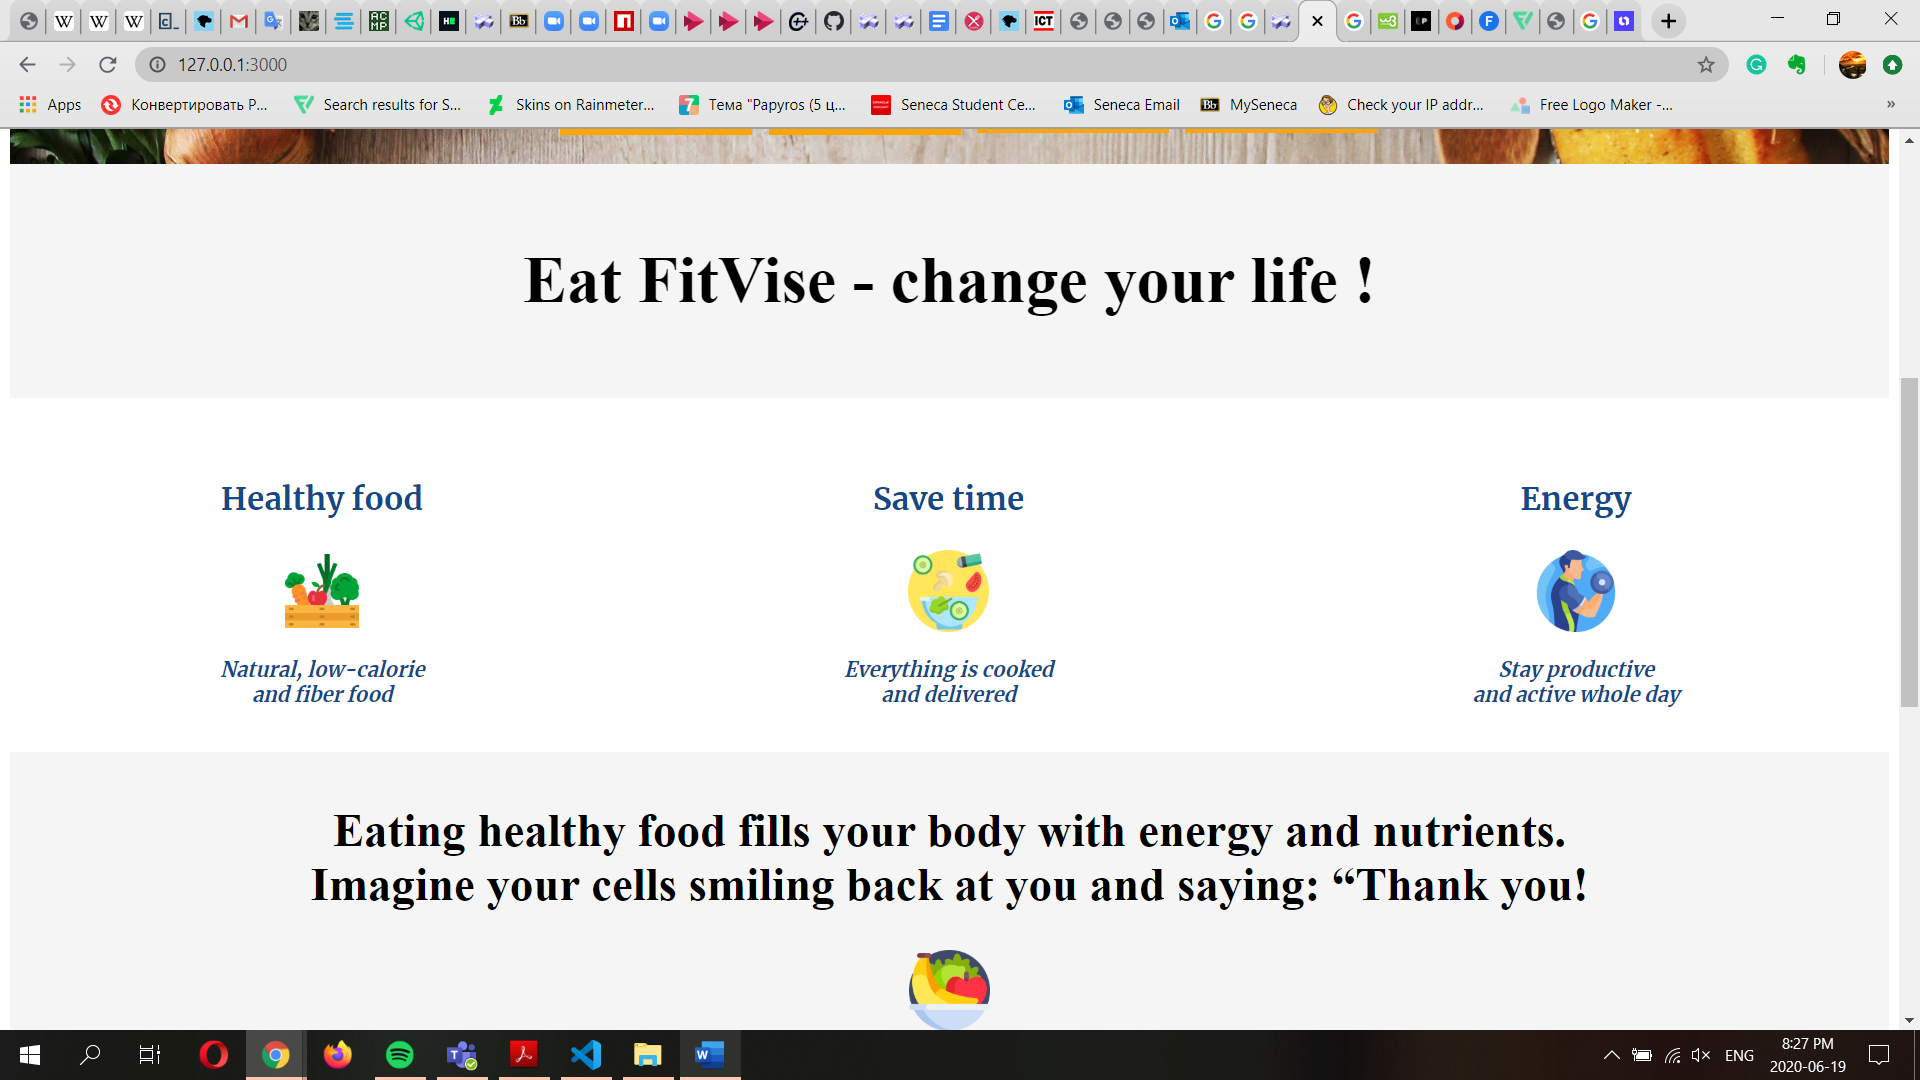 127.0.0.1:3000
Apps
Конвертировать P...
Search results for S...
Skins on Rainmeter...
Тема "Papyros (5 ц...
Seneca Student Ce...
Seneca Email
MySeneca
Check your IP addr...
Free Logo Maker -...
»
Eat FitVise - change your life !
Healthy food
Save time
Energy
Natural, low-calorie
and fiber food
Everything is cooked
and delivered
Stay productive
and active whole day
Eating healthy food fills your body with energy and nutrients.
Imagine your cells smiling back at you and saying: “Thank you!
ENG
8:27 PM
2020-06-19